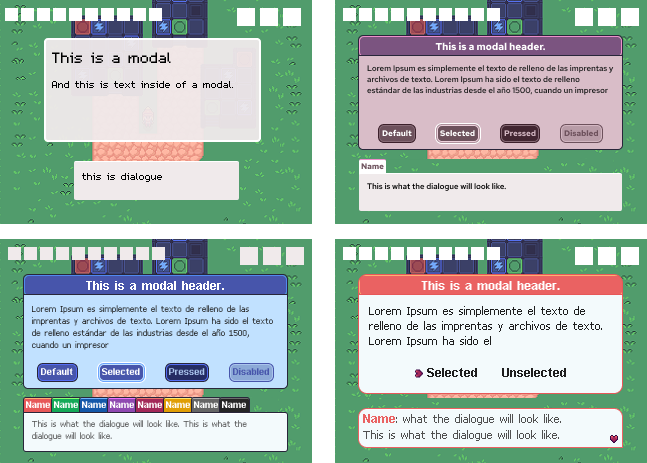 This is a modal
And this is text inside of a modal.
this is dialogue
This is a modal header.
Lorem Ipsum es simplemente el texto de relleno de las imprentas y
archivos de texto. Lorem Ipsum ha sido el texto de relleno
estándar de las industrias desde el año 1500, cuando un impresor
Default Selected Pressed Disabled
Name
This is what the dialogue will look like.
This is a modal header.
Lorem Ipsum es simplemente el texto de relleno de las
imprentas y archivos de texto. Lorem Ipsum ha sido el texto
de relleno estándar de las industrias desde el año 1500,
cuando un impresor
Default Selected Pressed Disabled
Name Name Name Name Name Name Name Name
This is what the dialogue will look like. This is what the
dialogue will look like.
This is a modal header.
Lorem Ipsum es simplemente el texto de
relleno de las imprentas y archivos de texto.
Lorem Ipsum ha sido el
Selected Unselected
Name: what the dialogue will look like.
This is what the dialogue will look like.